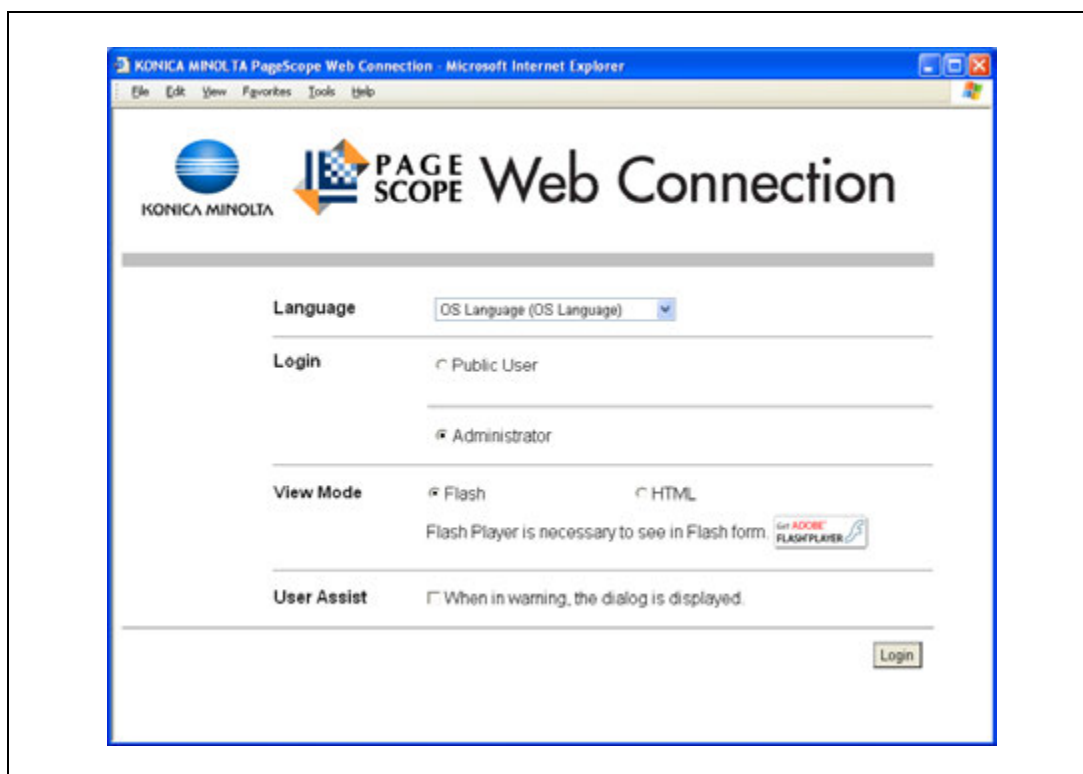 KONICA MINOLTA PageScope Web Connection - Microsoft Internet Explorer
File Edit View Favorites Tools Help
KONICA MINOLTA
PAGE SCOPE Web Connection
Language OS Language (OS Language)
Login Public User
Administrator
View Mode Flash HTML
Flash Player is necessary to see in Flash form. Get ADOBE FLASH PLAYER
User Assist When in warning, the dialog is displayed.
Login